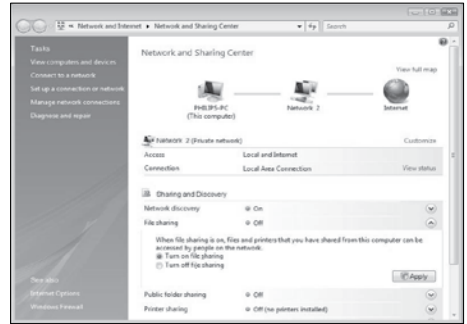 Network and Internet ▸ Network and Sharing Center
Search
Tasks
View computers and devices
Connect to a network
Set up a connection or network
Manage network connections
Diagnose and repair
See also
Internet Options
Windows Firewall
Network and Sharing Center
View full map
PHILIPS-PC
(This computer)
Network 2
Internet
Network 2 (Private network)
Customize
Access
Local and Internet
Connection
Local Area Connection
View status
Sharing and Discovery
Network discovery
On
File sharing
Off
When file sharing is on, files and printers that you have shared from this computer can be
accessed by people on the network.
Turn on file sharing
Turn off file sharing
Apply
Public folder sharing
Off
Printer sharing
Off (no printers installed)